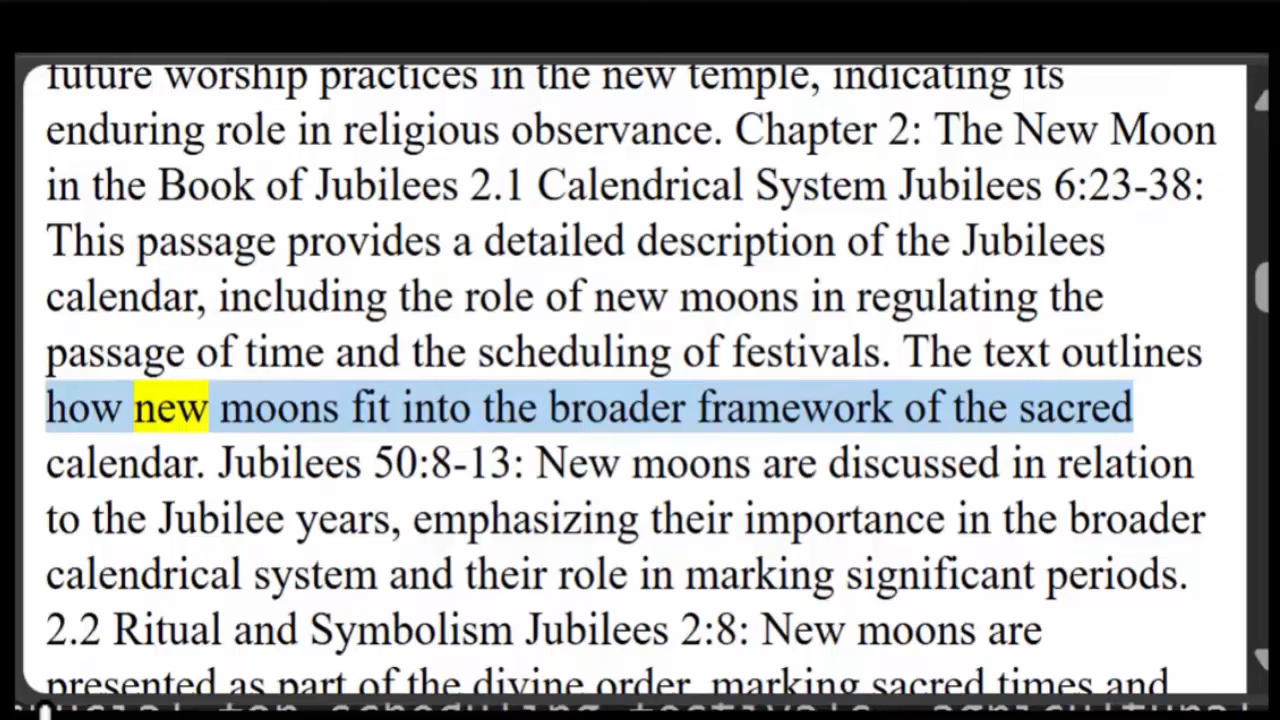 future worship practices in the new temple, indicating its
enduring role in religious observance. Chapter 2: The New Moon
in the Book of Jubilees 2.1 Calendrical System Jubilees 6:23-38:
This passage provides a detailed description of the Jubilees
calendar, including the role of new moons in regulating the
passage of time and the scheduling of festivals. The text outlines
how new moons fit into the broader framework of the sacred
calendar. Jubilees 50:8-13: New moons are discussed in relation
to the Jubilee years, emphasizing their importance in the broader
calendrical system and their role in marking significant periods.
2.2 Ritual and Symbolism Jubilees 2:8: New moons are
presented as part of the divine order, marking sacred times and
crucial for scheduling festivals, agricultural